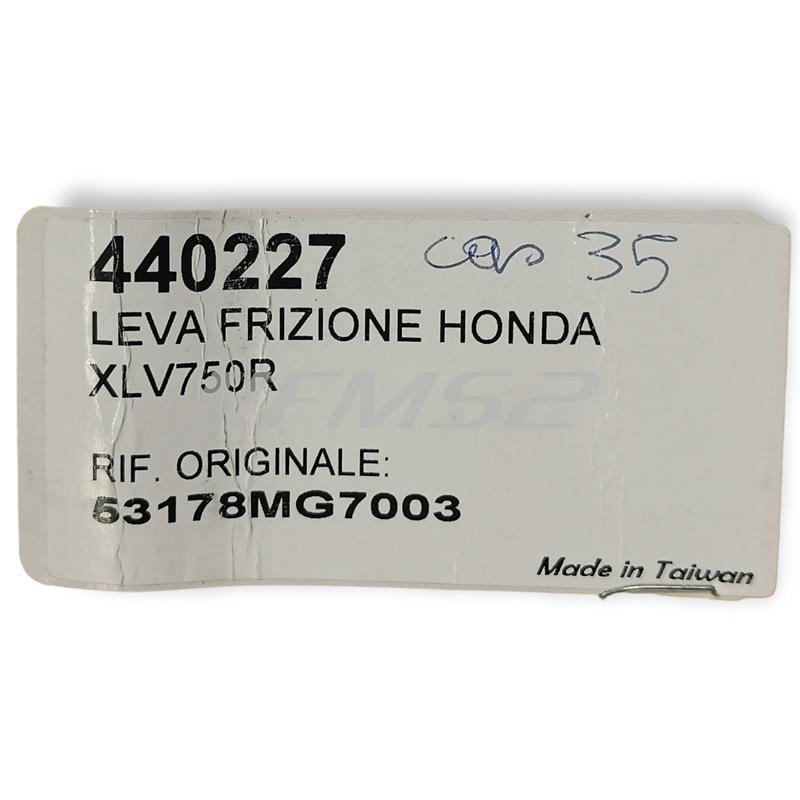 440227
35
LEVA FRIZIONE HONDA
XLV750R
FMS2
RIF. ORIGINALE:
53178MG7003
Made in Taiwan